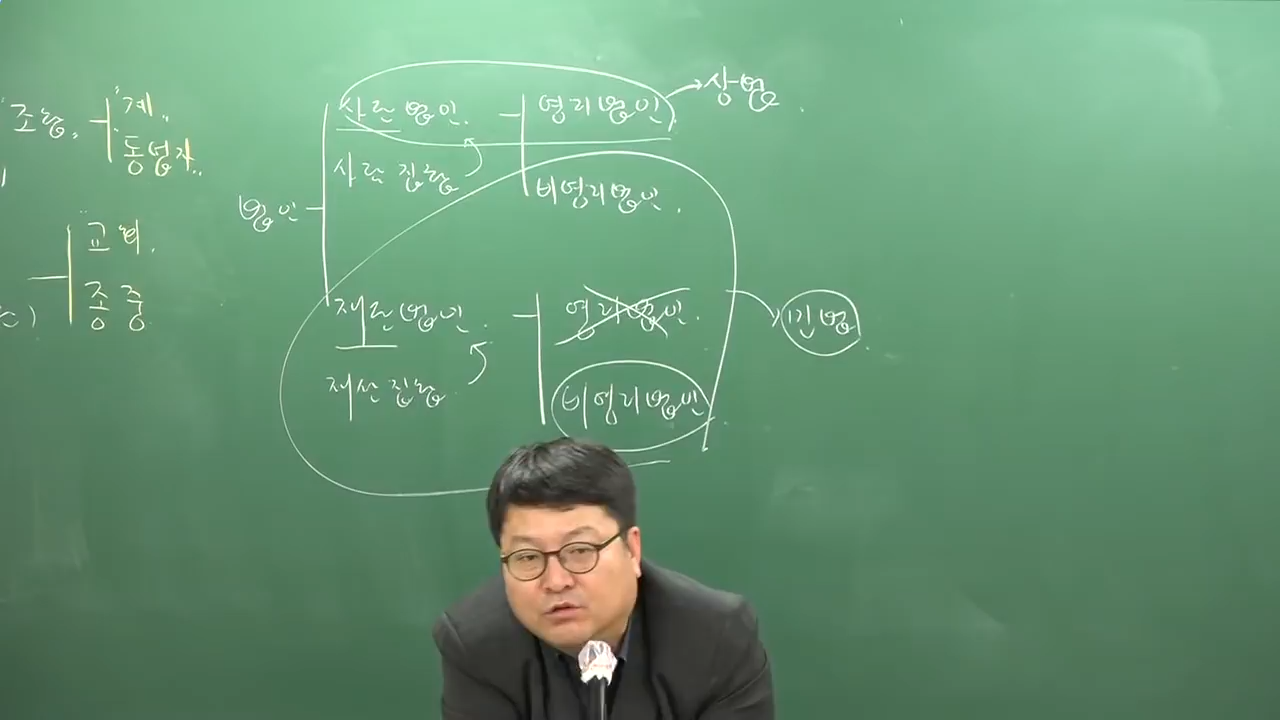 조합. 계.
동업자..
교회.
종중
법인
사단법인.
사람 집합
영리법인
비영리법인.
상법
재단법인.
재산 집합
영리법인.
비영리법인
민법